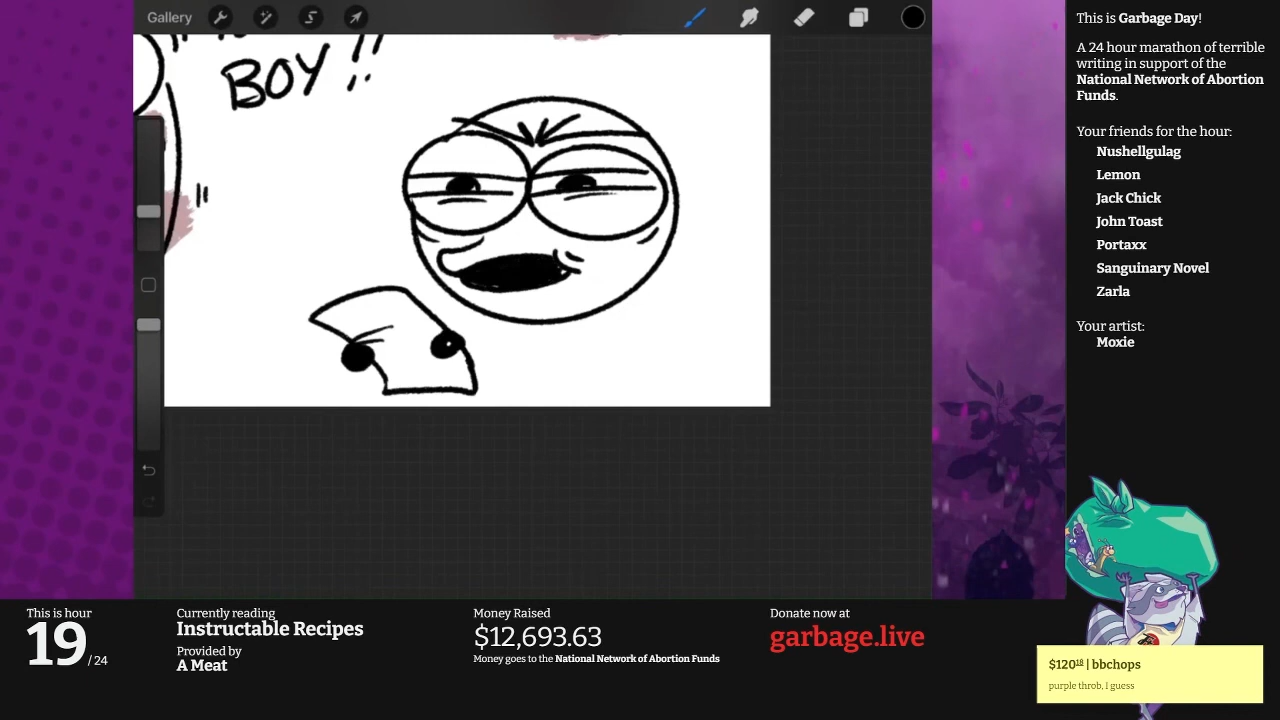 Gallery
BOY !!
This is Garbage Day!
A 24 hour marathon of terrible
writing in support of the
National Network of Abortion
Funds.
Your friends for the hour:
Nushellgulag
Lemon
Jack Chick
John Toast
Portaxx
Sanguinary Novel
Zarla
Your artist:
Moxie
This is hour
19 / 24
Currently reading
Instructable Recipes
Provided by
A Meat
Money Raised
$12,693.63
Money goes to the National Network of Abortion Funds
Donate now at
garbage.live
$120¹⁸ | bbchops
purple throb, I guess